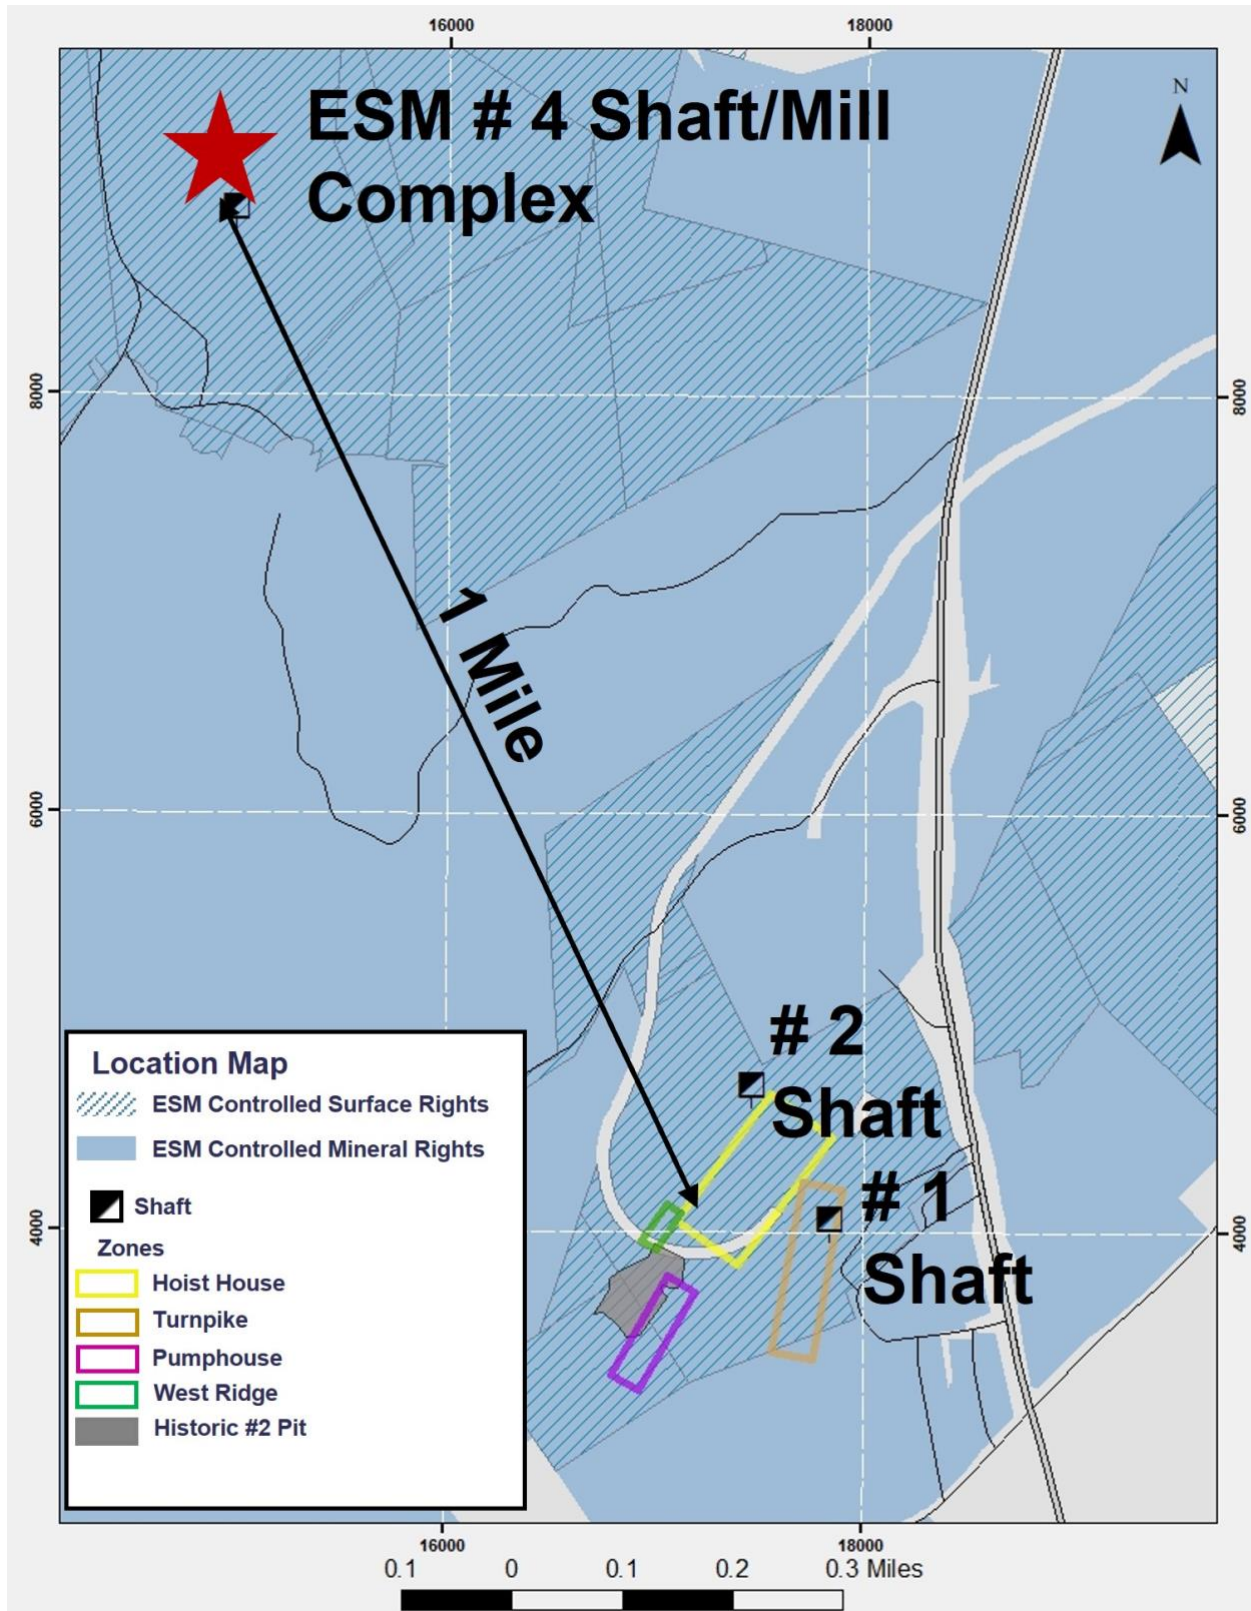 16000
18000
N
ESM # 4 Shaft/Mill
Complex
8000
8000
1 Mile
6000
6000
# 2
Shaft
# 1
Shaft
4000
4000
Location Map
ESM Controlled Surface Rights
ESM Controlled Mineral Rights
Shaft
Zones
Hoist House
Turnpike
Pumphouse
West Ridge
Historic #2 Pit
16000
18000
0.1 0 0.1 0.2 0.3 Miles